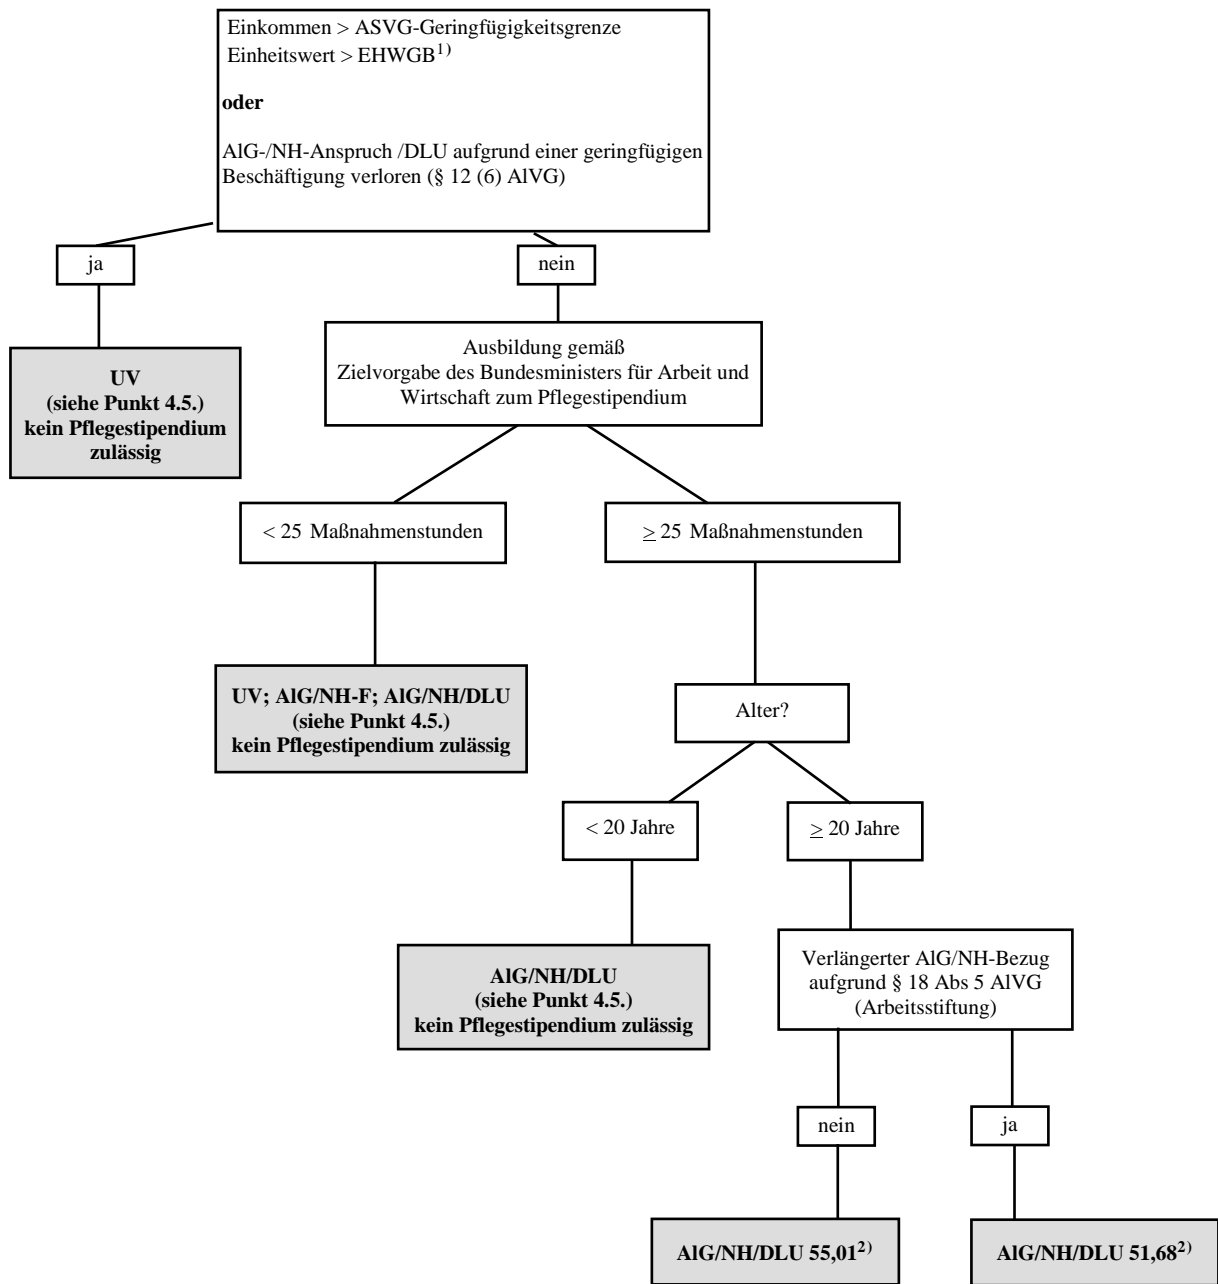 Einkommen > ASVG-Geringfügigkeitsgrenze
Einheitswert > EHWGB1)
oder
AlG-/NH-Anspruch /DLU aufgrund einer geringfügigen
Beschäftigung verloren (§ 12 (6) AlVG)
ja
nein
UV
(siehe Punkt 4.5.)
kein Pflegestipendium
zulässig
Ausbildung gemäß
Zielvorgabe des Bundesministers für Arbeit und
Wirtschaft zum Pflegestipendium
< 25 Maßnahmenstunden
≥ 25 Maßnahmenstunden
UV; AlG/NH-F; AlG/NH/DLU
(siehe Punkt 4.5.)
kein Pflegestipendium zulässig
Alter?
< 20 Jahre
≥ 20 Jahre
AlG/NH/DLU
(siehe Punkt 4.5.)
kein Pflegestipendium zulässig
Verlängerter AlG/NH-Bezug
aufgrund § 18 Abs 5 AlVG
(Arbeitsstiftung)
nein
ja
AlG/NH/DLU 55,012)
AlG/NH/DLU 51,682)